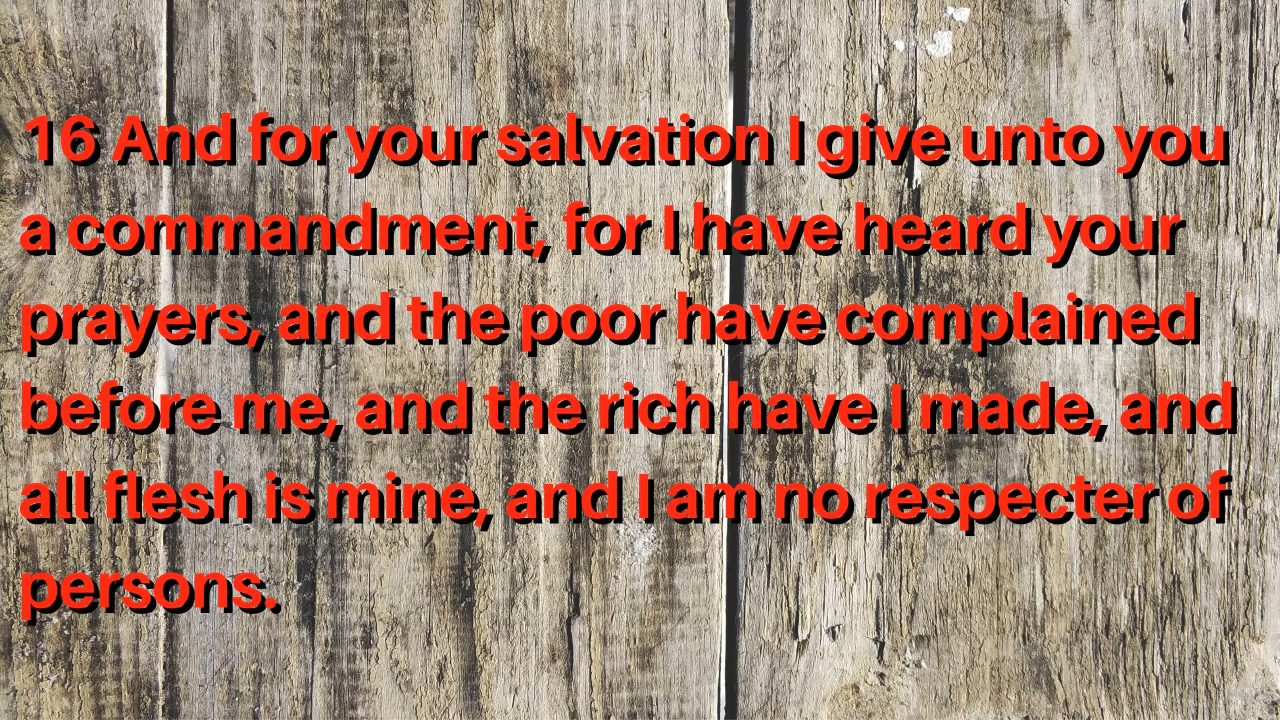 16 And for your salvation I give unto you
a commandment, for I have heard your
prayers, and the poor have complained
before me, and the rich have I made, and
all flesh is mine, and I am no respecter of
persons.